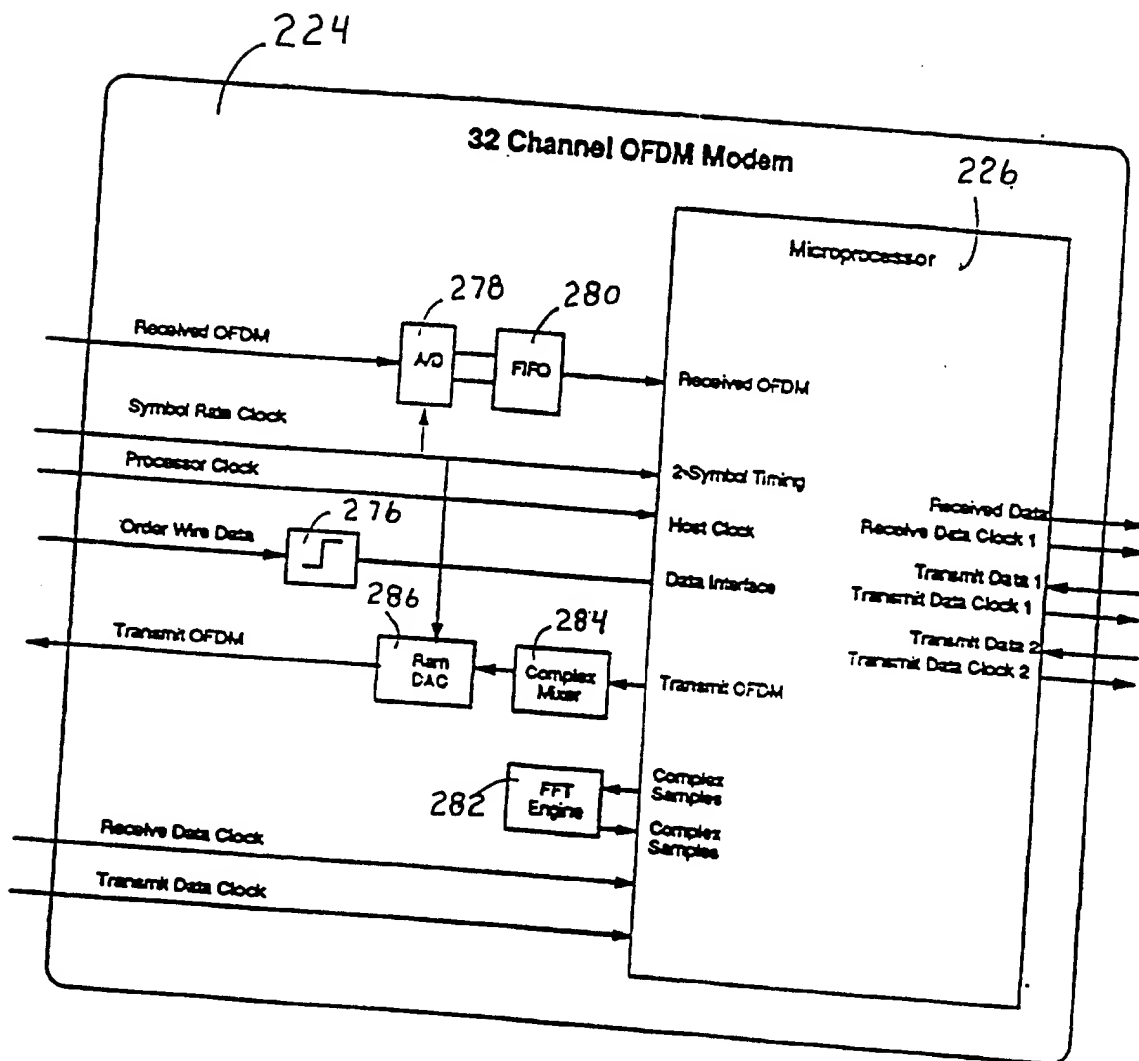 224
32 Channel OFDM Modem
226
Microprocessor
278
280
Received OFDM
A/D
FIFO
Received OFDM
Symbol Rate Clock
2-Symbol Timing
Processor Clock
Host Clock
276
Order Wire Data
Data Interface
Received Data
Receive Data Clock 1
Transmit Data 1
Transmit Data Clock 1
Transmit Data 2
Transmit Data Clock 2
286
284
Transmit OFDM
Ram
DAC
Complex
Mixer
Transmit OFDM
282
FFT
Engine
Complex
Samples
Complex
Samples
Receive Data Clock
Transmit Data Clock